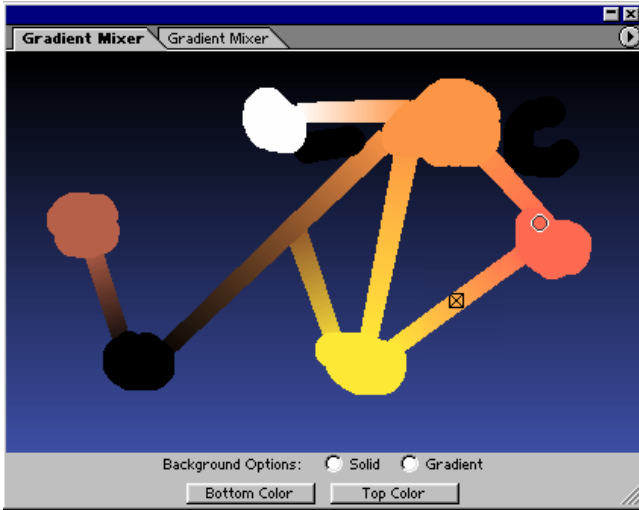 Gradient Mixer Gradient Mixer
Background Options: Solid Gradient
Bottom Color Top Color